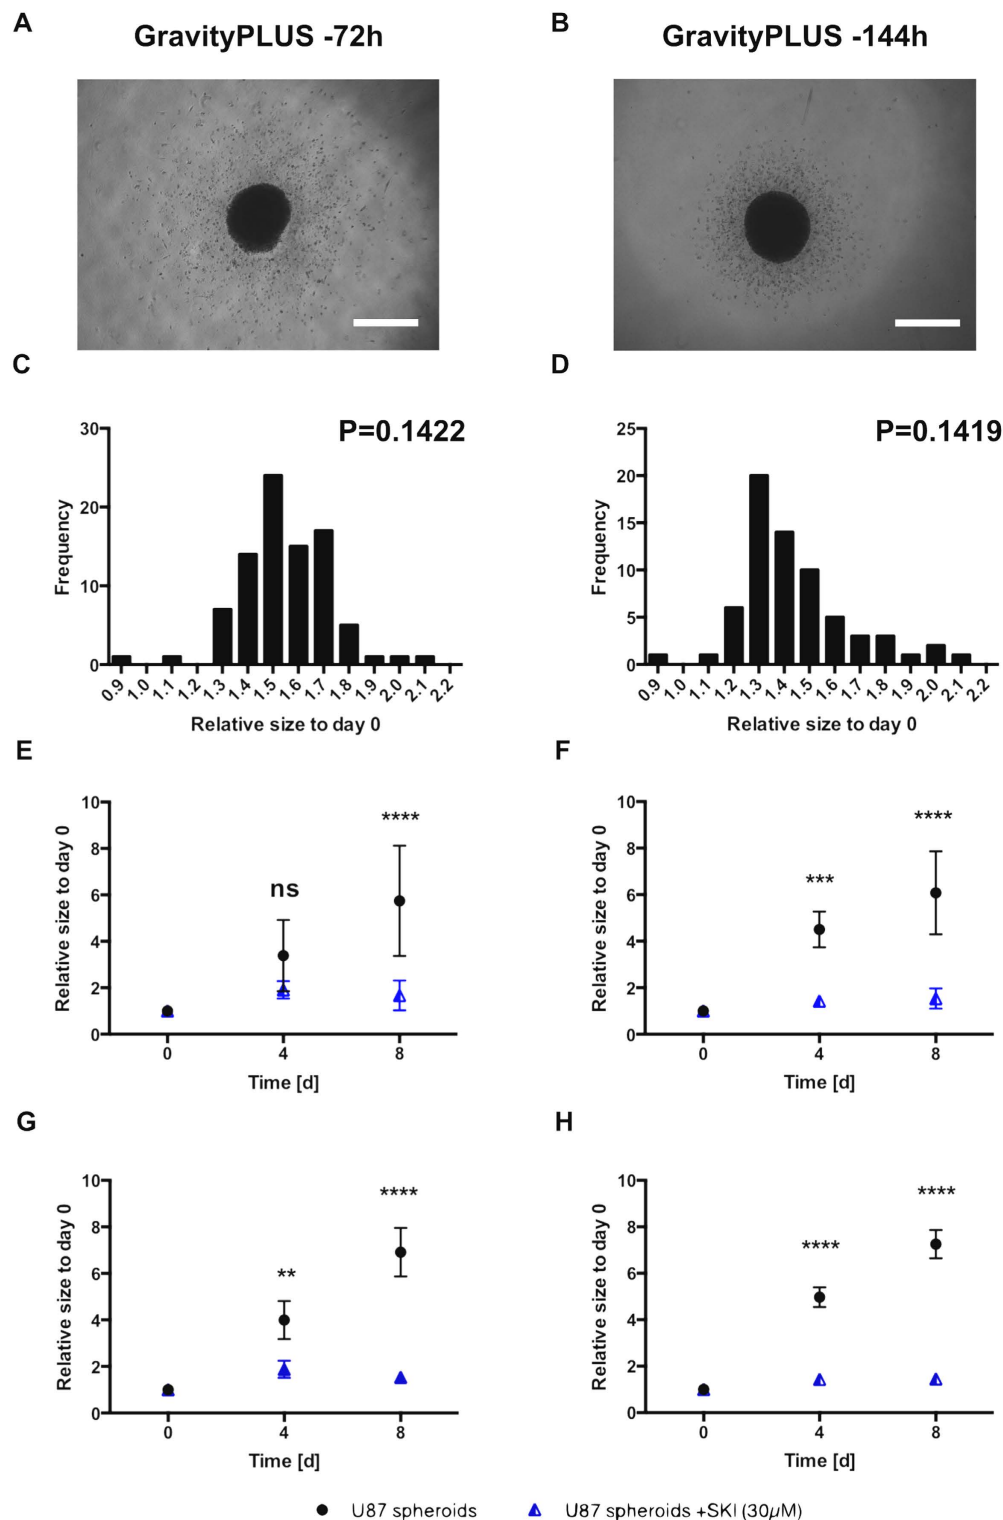 A
GravityPLUS -72h
B
GravityPLUS -144h
C
P=0.1422
Frequency
30
20
10
0
0.9 1.0 1.1 1.2 1.3 1.4 1.5 1.6 1.7 1.8 1.9 2.0 2.1 2.2
Relative size to day 0
D
P=0.1419
Frequency
25
20
15
10
5
0
0.9 1.0 1.1 1.2 1.3 1.4 1.5 1.6 1.7 1.8 1.9 2.0 2.1 2.2
Relative size to day 0
E
Relative size to day 0
10
8
6
4
2
0
ns
****
0 4 8
Time [d]
F
Relative size to day 0
10
8
6
4
2
0
***
****
0 4 8
Time [d]
G
Relative size to day 0
10
8
6
4
2
0
**
****
0 4 8
Time [d]
H
Relative size to day 0
10
8
6
4
2
0
****
****
0 4 8
Time [d]
U87 spheroids
U87 spheroids +SKI (30µM)